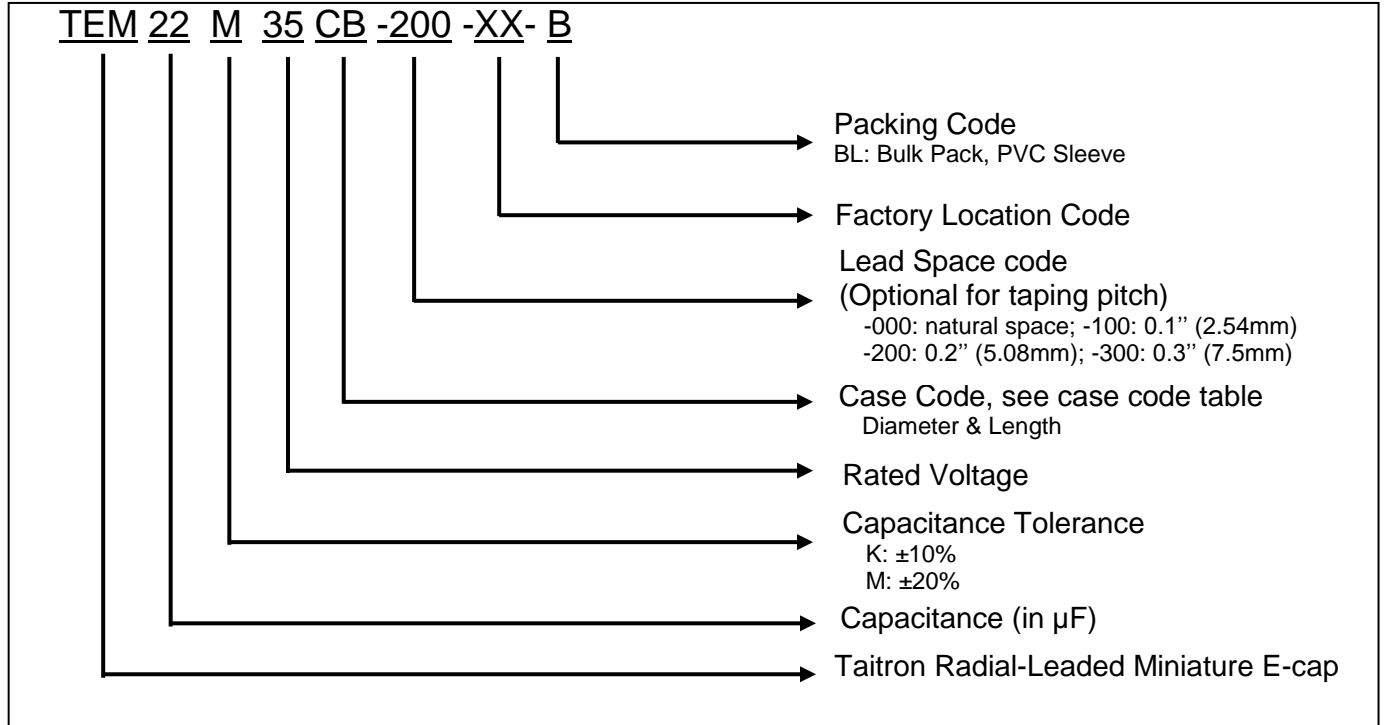 TEM 22 M 35 CB -200 -XX- B
Packing Code
BL: Bulk Pack, PVC Sleeve
Factory Location Code
Lead Space code
(Optional for taping pitch)
-000: natural space; -100: 0.1’’ (2.54mm)
-200: 0.2’’ (5.08mm); -300: 0.3’’ (7.5mm)
Case Code, see case code table
Diameter & Length
Rated Voltage
Capacitance Tolerance
K: ±10%
M: ±20%
Capacitance (in µF)
Taitron Radial-Leaded Miniature E-cap